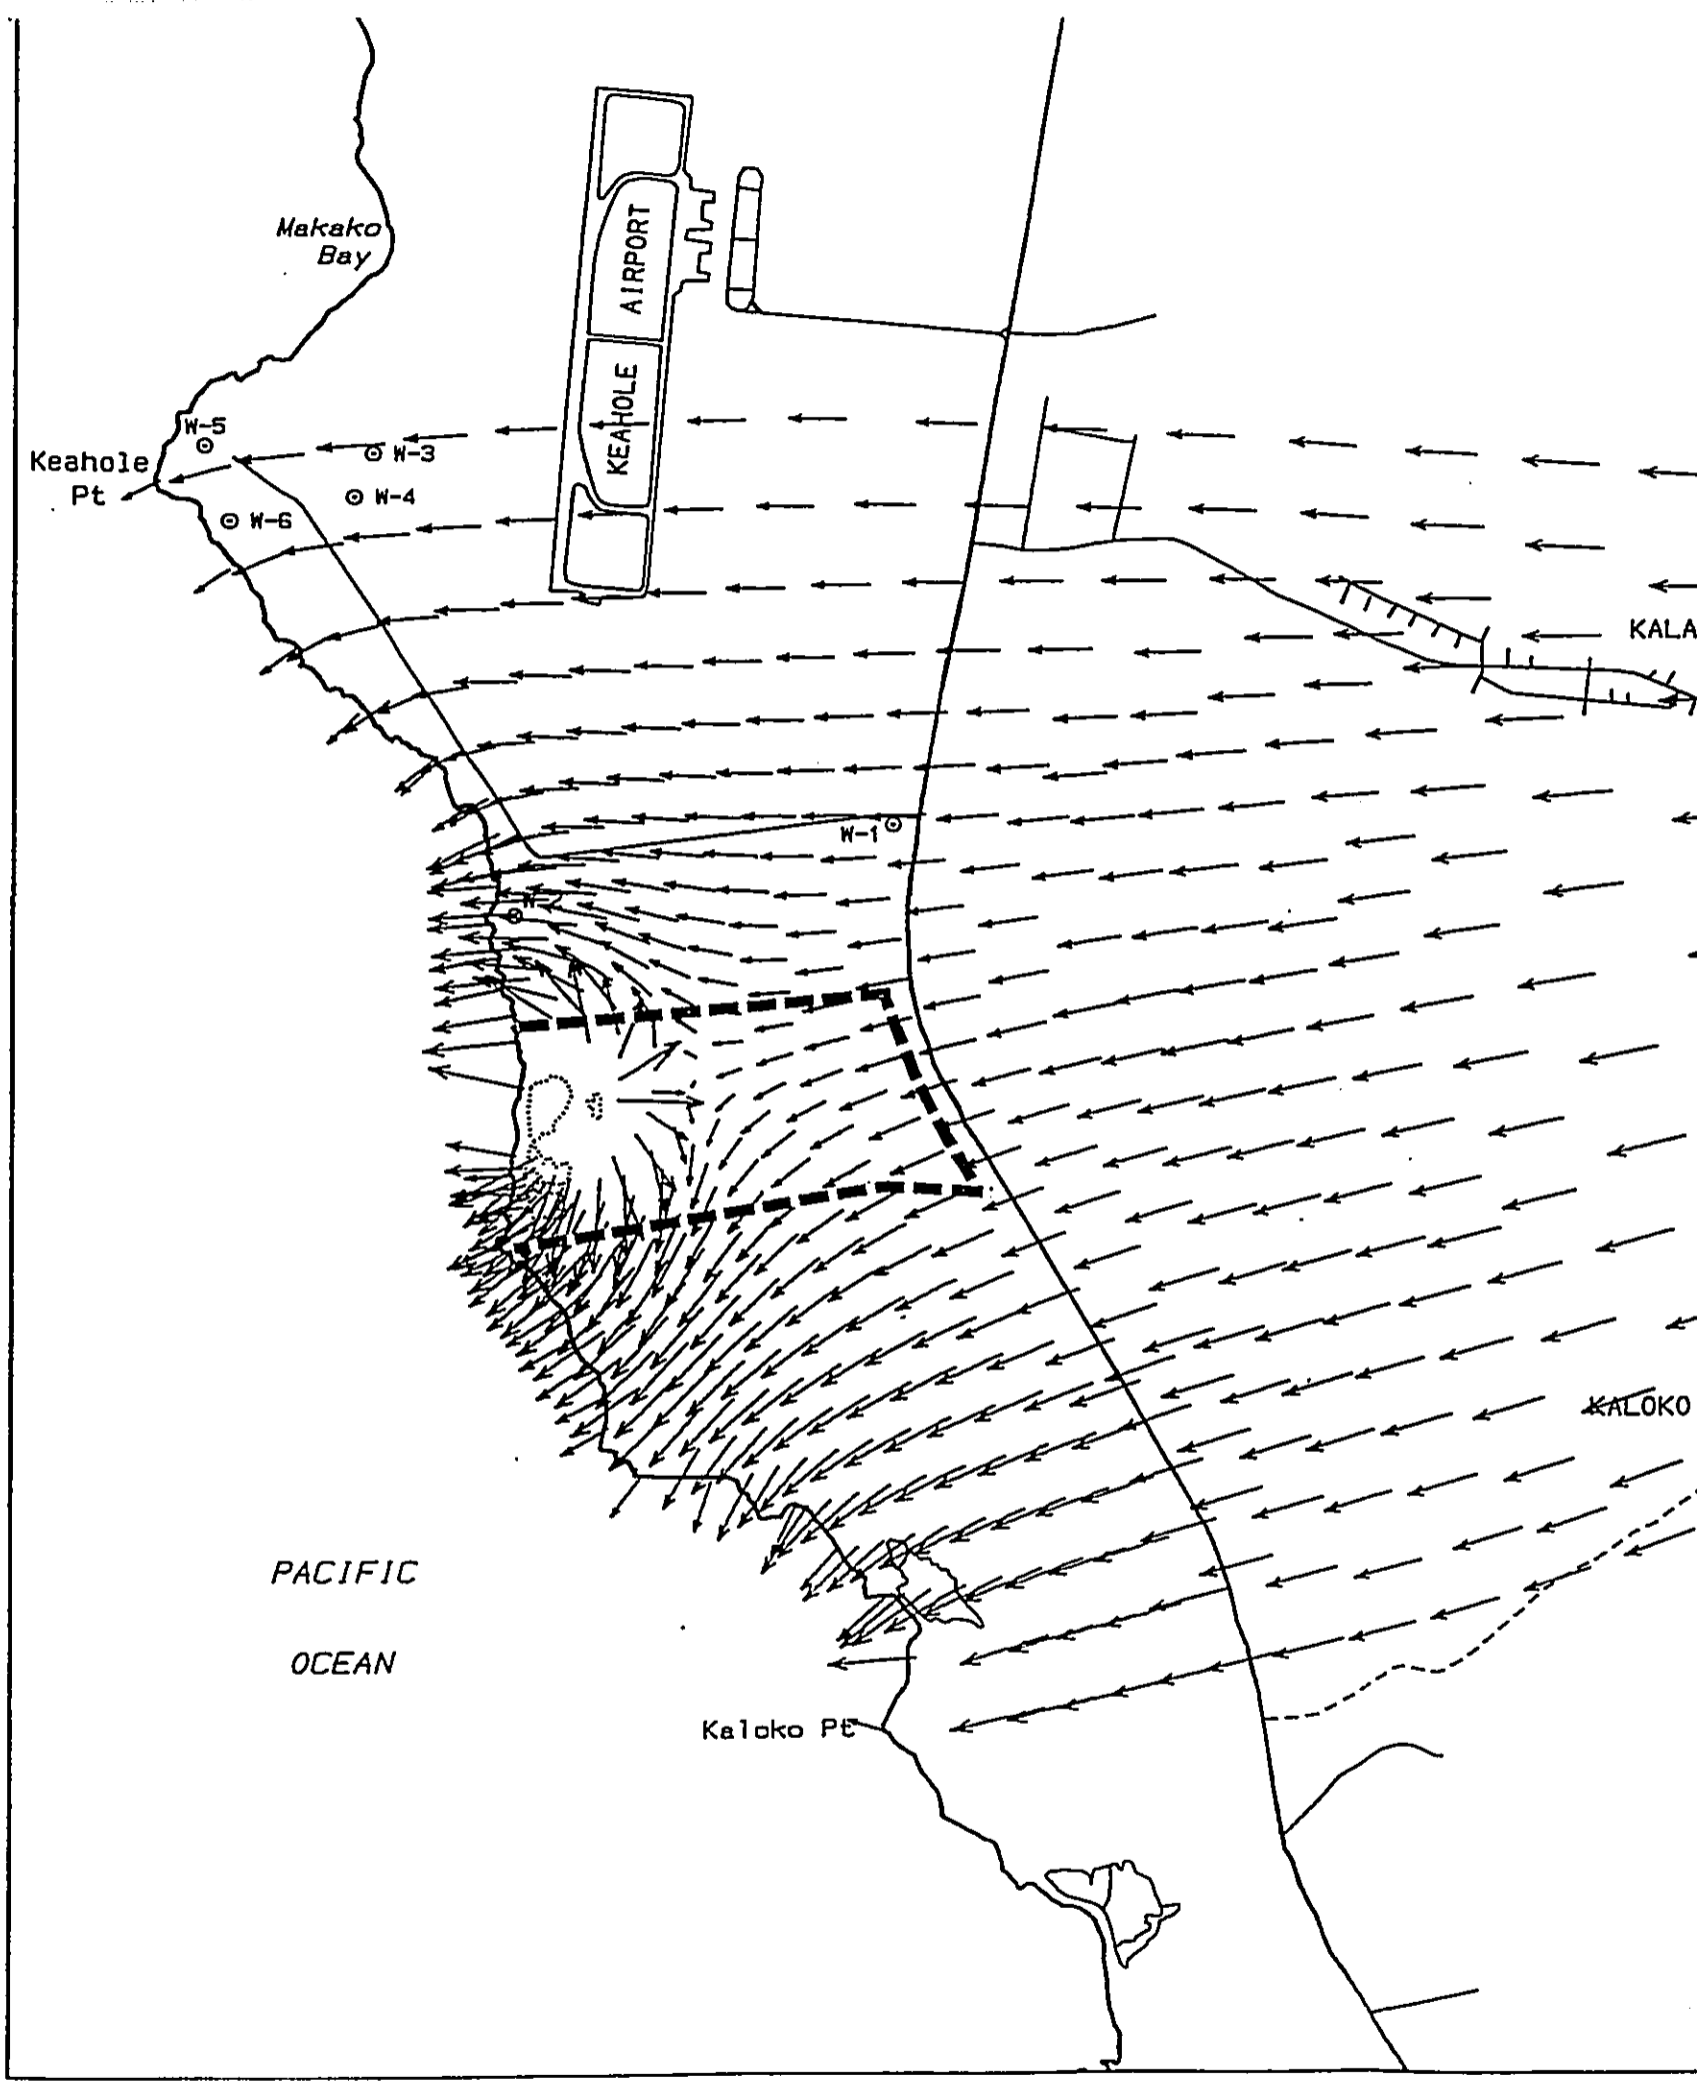 Makako
Bay
AIRPORT
KEAHOLE
W-5
W-3
Keahole
Pt
W-4
W-6
KALA
W-1
W-
KALOKO
PACIFIC
OCEAN
Kaloko Pt